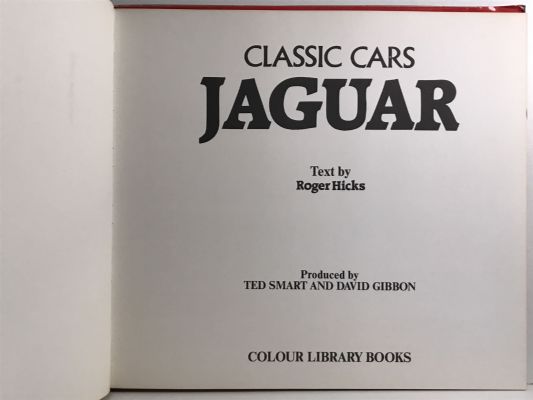 CLASSIC CARS
JAGUAR
Text by
Roger Hicks
Produced by
TED SMART AND DAVID GIBBON
COLOUR LIBRARY BOOKS